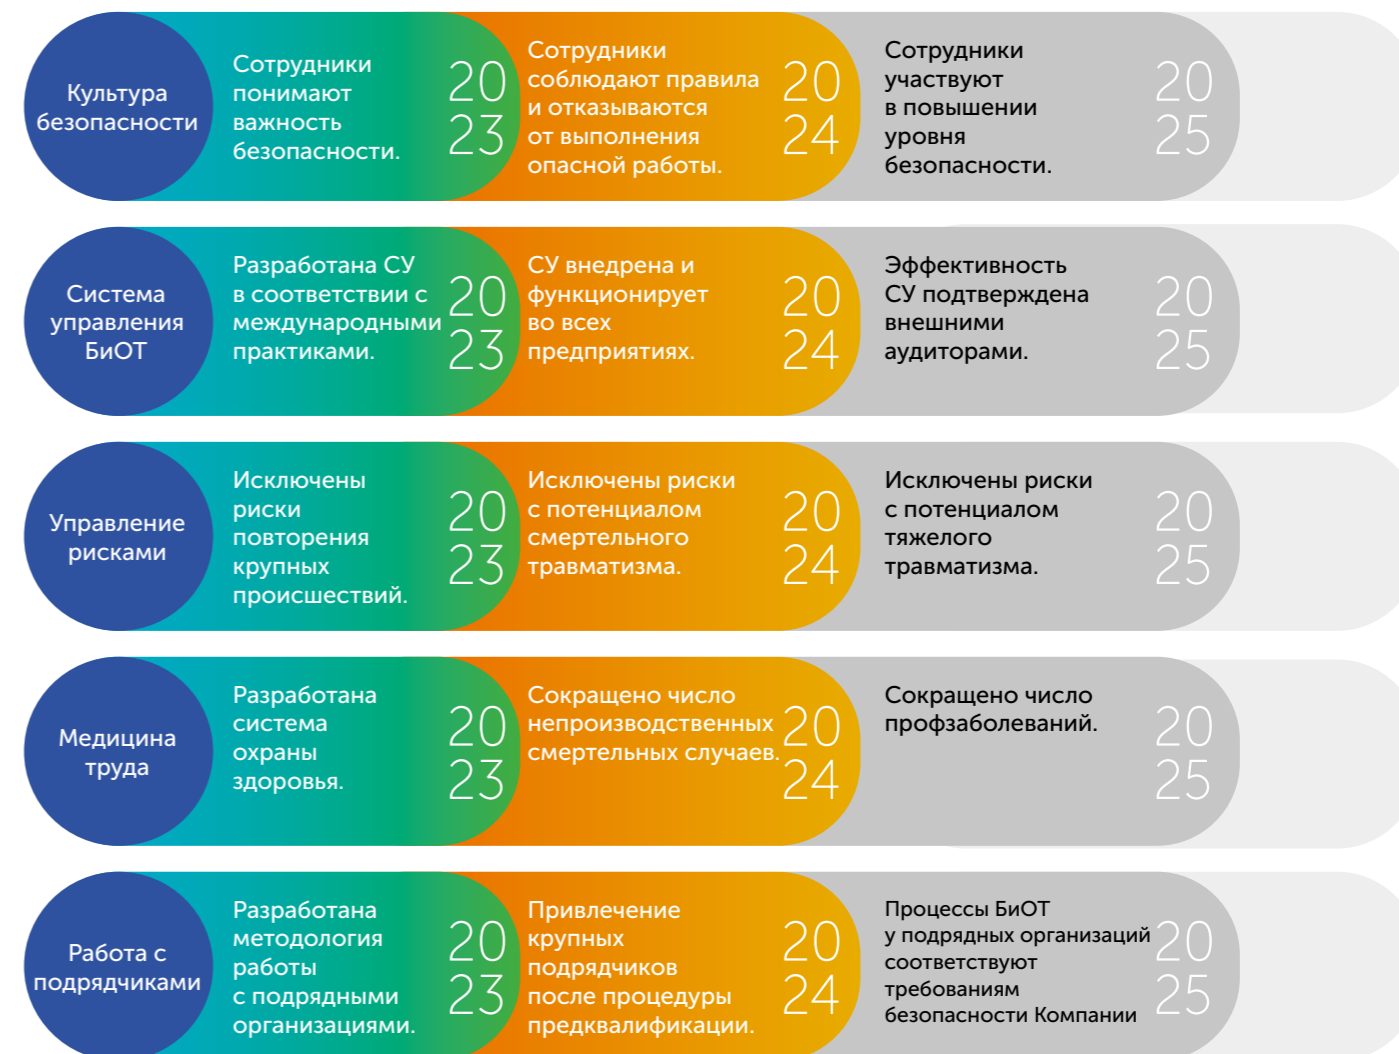 Культура
безопасности
Сотрудники
понимают
важность
безопасности.
20
23
Сотрудники
соблюдают правила
и отказываются
от выполнения
опасной работы.
20
24
Сотрудники
участвуют
в повышении
уровня
безопасности.
20
25
Система
управления
БиОТ
Разработана СУ
в соответствии с
международными
практиками.
20
23
СУ внедрена и
функционирует
во всех
предприятиях.
20
24
Эффективность
СУ подтверждена
внешними
аудиторами.
20
25
Управление
рисками
Исключены
риски
повторения
крупных
происшествий.
20
23
Исключены риски
с потенциалом
смертельного
травматизма.
20
24
Исключены риски
с потенциалом
тяжелого
травматизма.
20
25
Медицина
труда
Разработана
система
охраны
здоровья.
20
23
Сокращено число
непроизводственных
смертельных случаев.
20
24
Сокращено число
профзаболеваний.
20
25
Работа с
подрядчиками
Разработана
методология
работы
с подрядными
организациями.
20
23
Привлечение
крупных
подрядчиков
после процедуры
предквалификации.
20
24
Процессы БиОТ
у подрядных организаций
соответствуют
требованиям
безопасности Компании
20
25